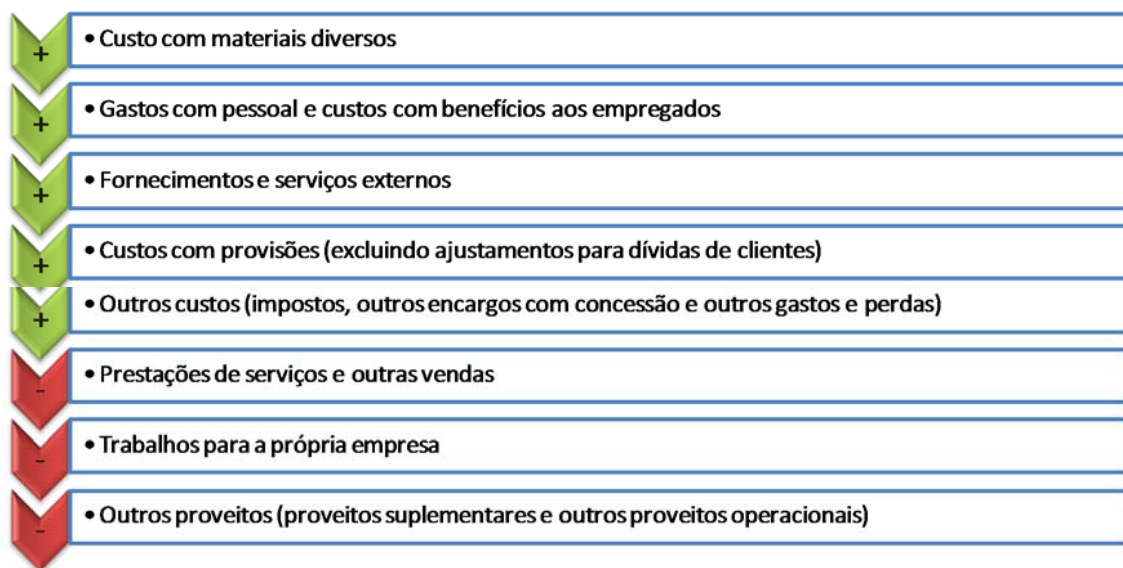 + • Custo com materiais diversos
+ • Gastos com pessoal e custos com benefícios aos empregados
+ • Fornecimentos e serviços externos
+ • Custos com provisões (excluindo ajustamentos para dívidas de clientes)
+ • Outros custos (impostos, outros encargos com concessão e outros gastos e perdas)
- • Prestações de serviços e outras vendas
- • Trabalhos para a própria empresa
- • Outros proveitos (proveitos suplementares e outros proveitos operacionais)